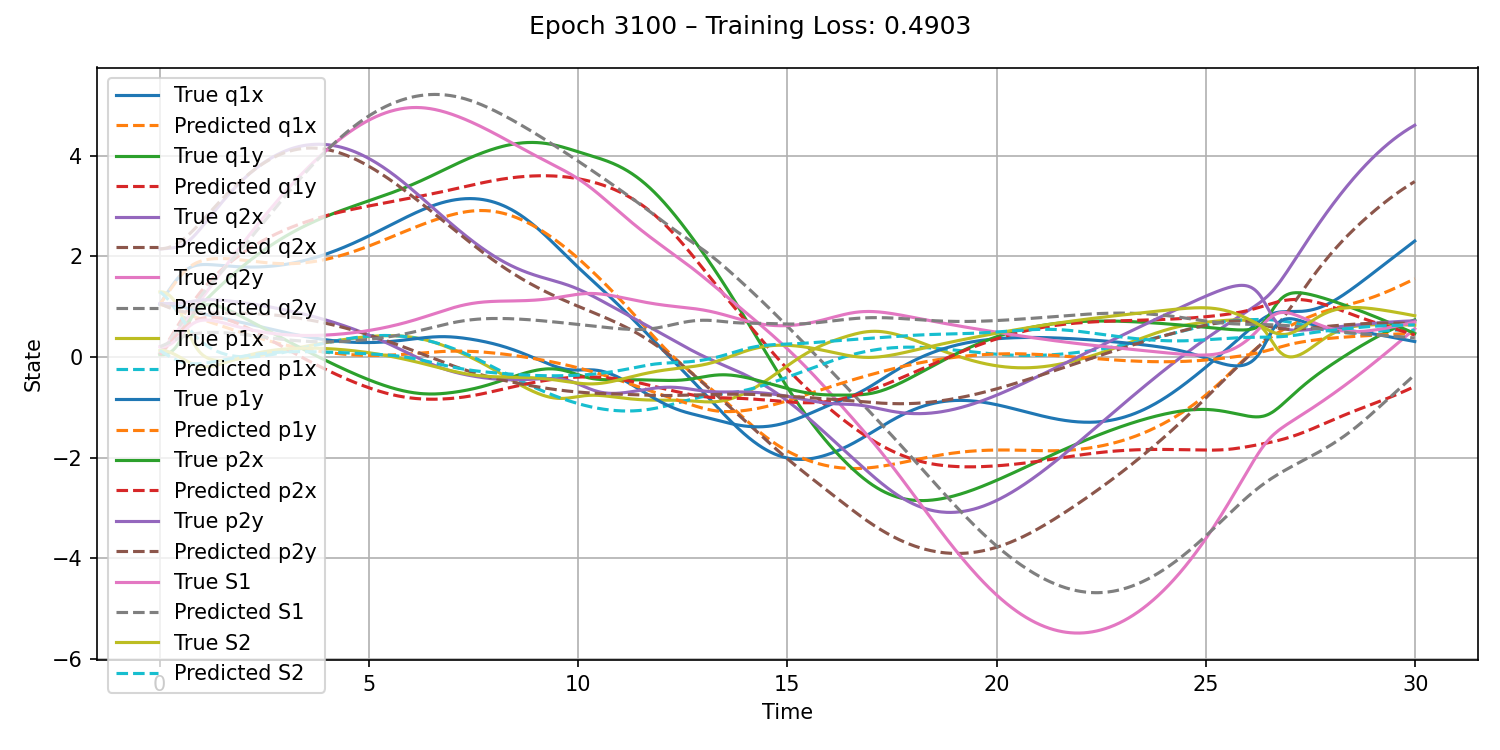 Epoch 3100 – Training Loss: 0.4903
State
4
2
0
−2
−4
−6
True q1x
Predicted q1x
True q1y
Predicted q1y
True q2x
Predicted q2x
True q2y
Predicted q2y
True p1x
Predicted p1x
True p1y
Predicted p1y
True p2x
Predicted p2x
True p2y
Predicted p2y
True S1
Predicted S1
True S2
Predicted S2
0 5 10 15 20 25 30
Time